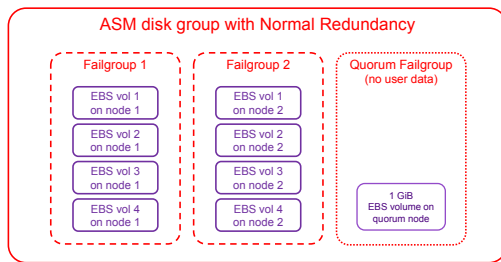 ASM disk group with Normal Redundancy
Failgroup 1
EBS vol 1
on node 1
EBS vol 2
on node 1
EBS vol 3
on node 1
EBS vol 4
on node 1
Failgroup 2
EBS vol 1
on node 2
EBS vol 2
on node 2
EBS vol 3
on node 2
EBS vol 4
on node 2
Quorum Failgroup
(no user data)
1 GiB
EBS volume on
quorum node